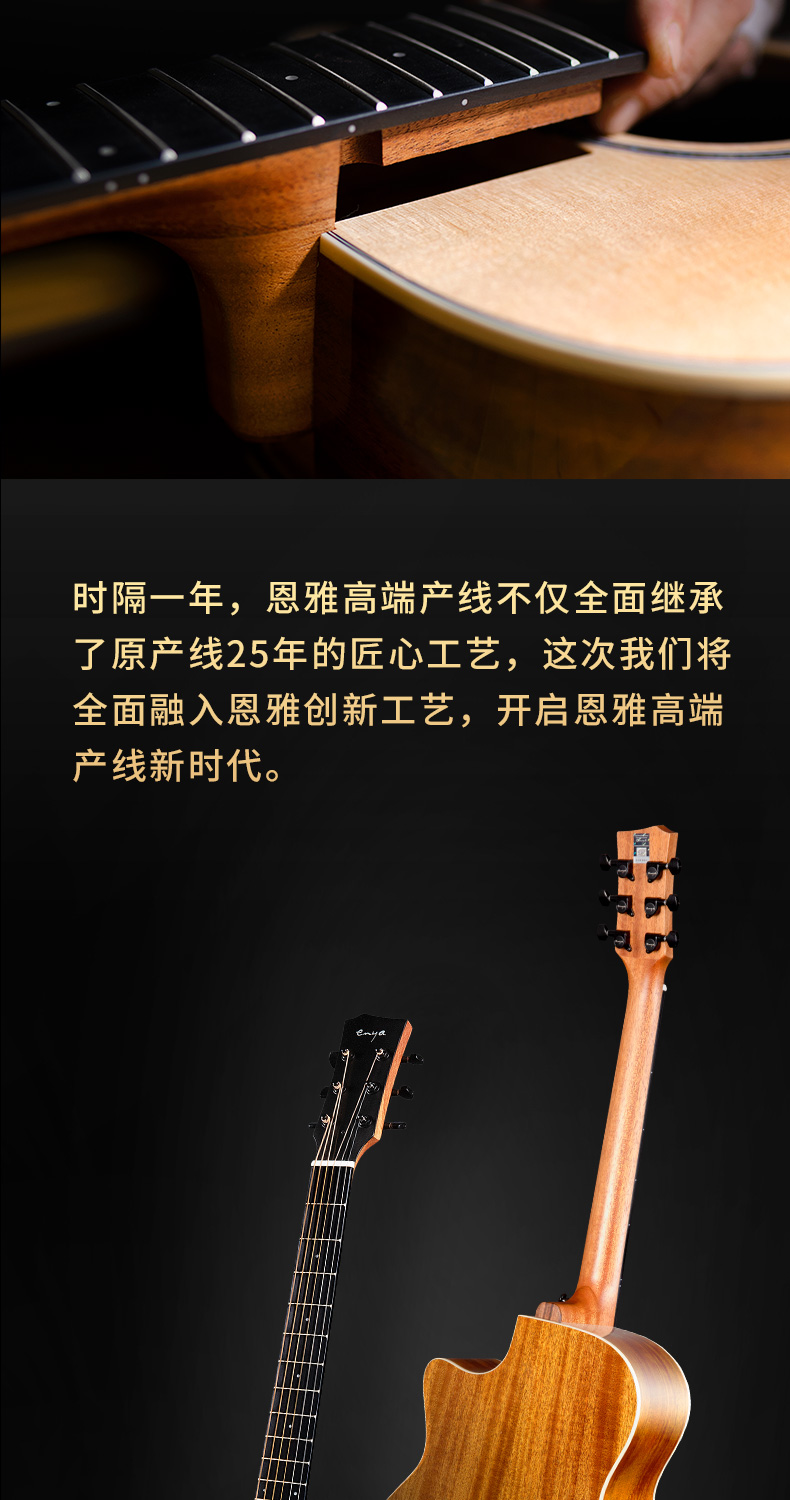 时隔一年，恩雅高端产线不仅全面继承
了原产线25年的匠心工艺，这次我们将
全面融入恩雅创新工艺，开启恩雅高端
产线新时代。
enya